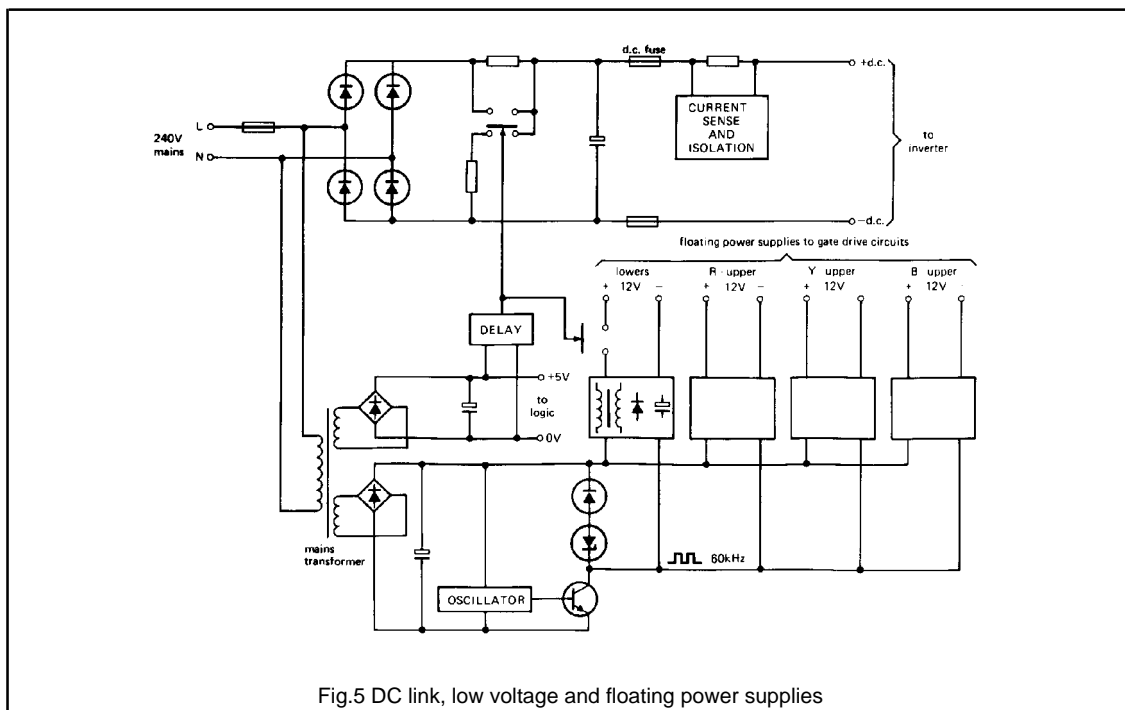 d.c. fuse
+d.c.
L
240V
mains
N
CURRENT
SENSE
AND
ISOLATION
to
inverter
−d.c.
floating power supplies to gate drive circuits
lowers R - upper Y upper B upper
+ 12V − + 12V − + 12V + 12V -
DELAY
+5V
to
logic
0V
mains
transformer
60kHz
OSCILLATOR
Fig.5 DC link, low voltage and floating power supplies